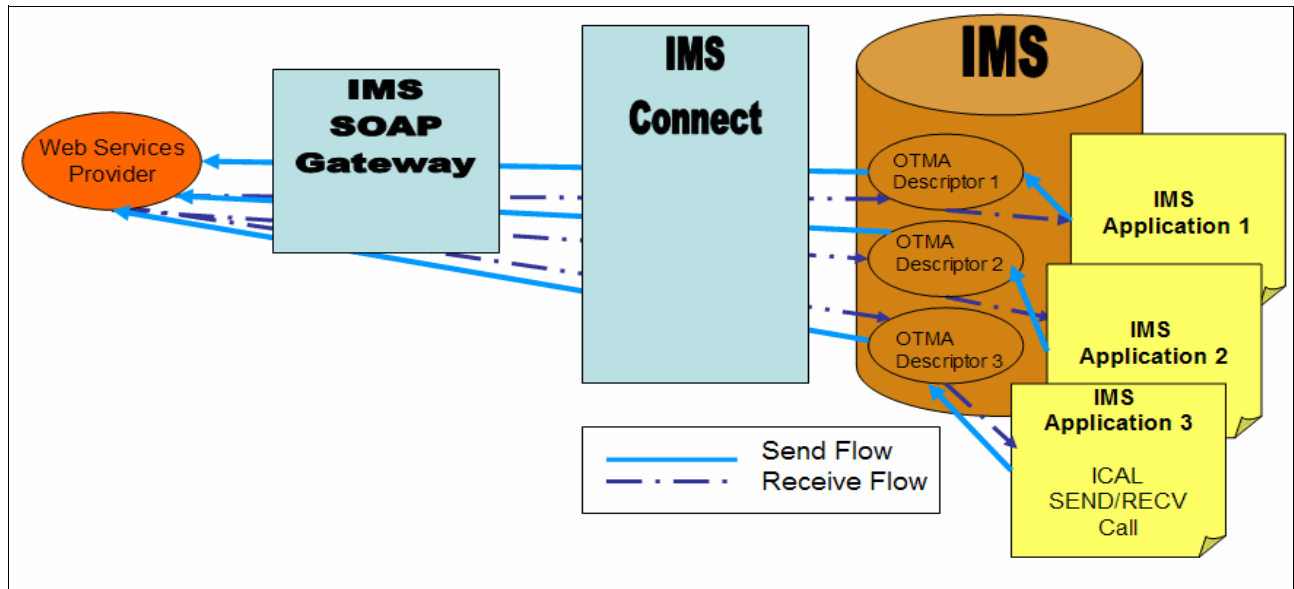 Web Services
Provider
IMS
SOAP
Gateway
IMS
Connect
IMS
OTMA
Descriptor 1
OTMA
Descriptor 2
OTMA
Descriptor 3
IMS
Application 1
IMS
Application 2
IMS
Application 3
ICAL
SEND/RECV
Call
Send Flow
Receive Flow